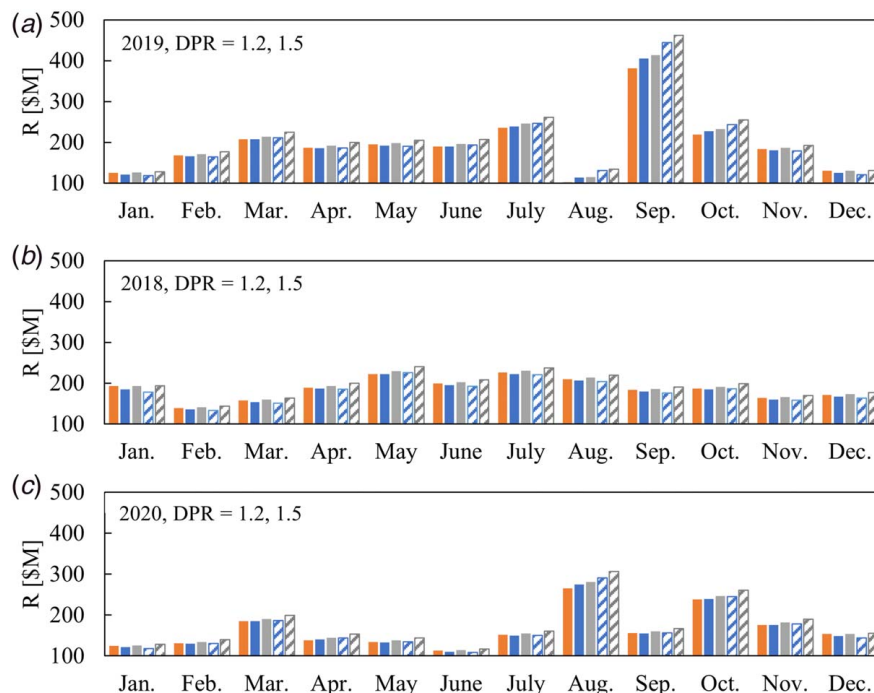 (a)
500
2019, DPR = 1.2, 1.5
400
300
200
100
R [$M]
Jan. Feb. Mar. Apr. May June July Aug. Sep. Oct. Nov. Dec.
(b)
500
2018, DPR = 1.2, 1.5
400
300
200
100
R [$M]
Jan. Feb. Mar. Apr. May June July Aug. Sep. Oct. Nov. Dec.
(c)
500
2020, DPR = 1.2, 1.5
400
300
200
100
R [$M]
Jan. Feb. Mar. Apr. May June July Aug. Sep. Oct. Nov. Dec.